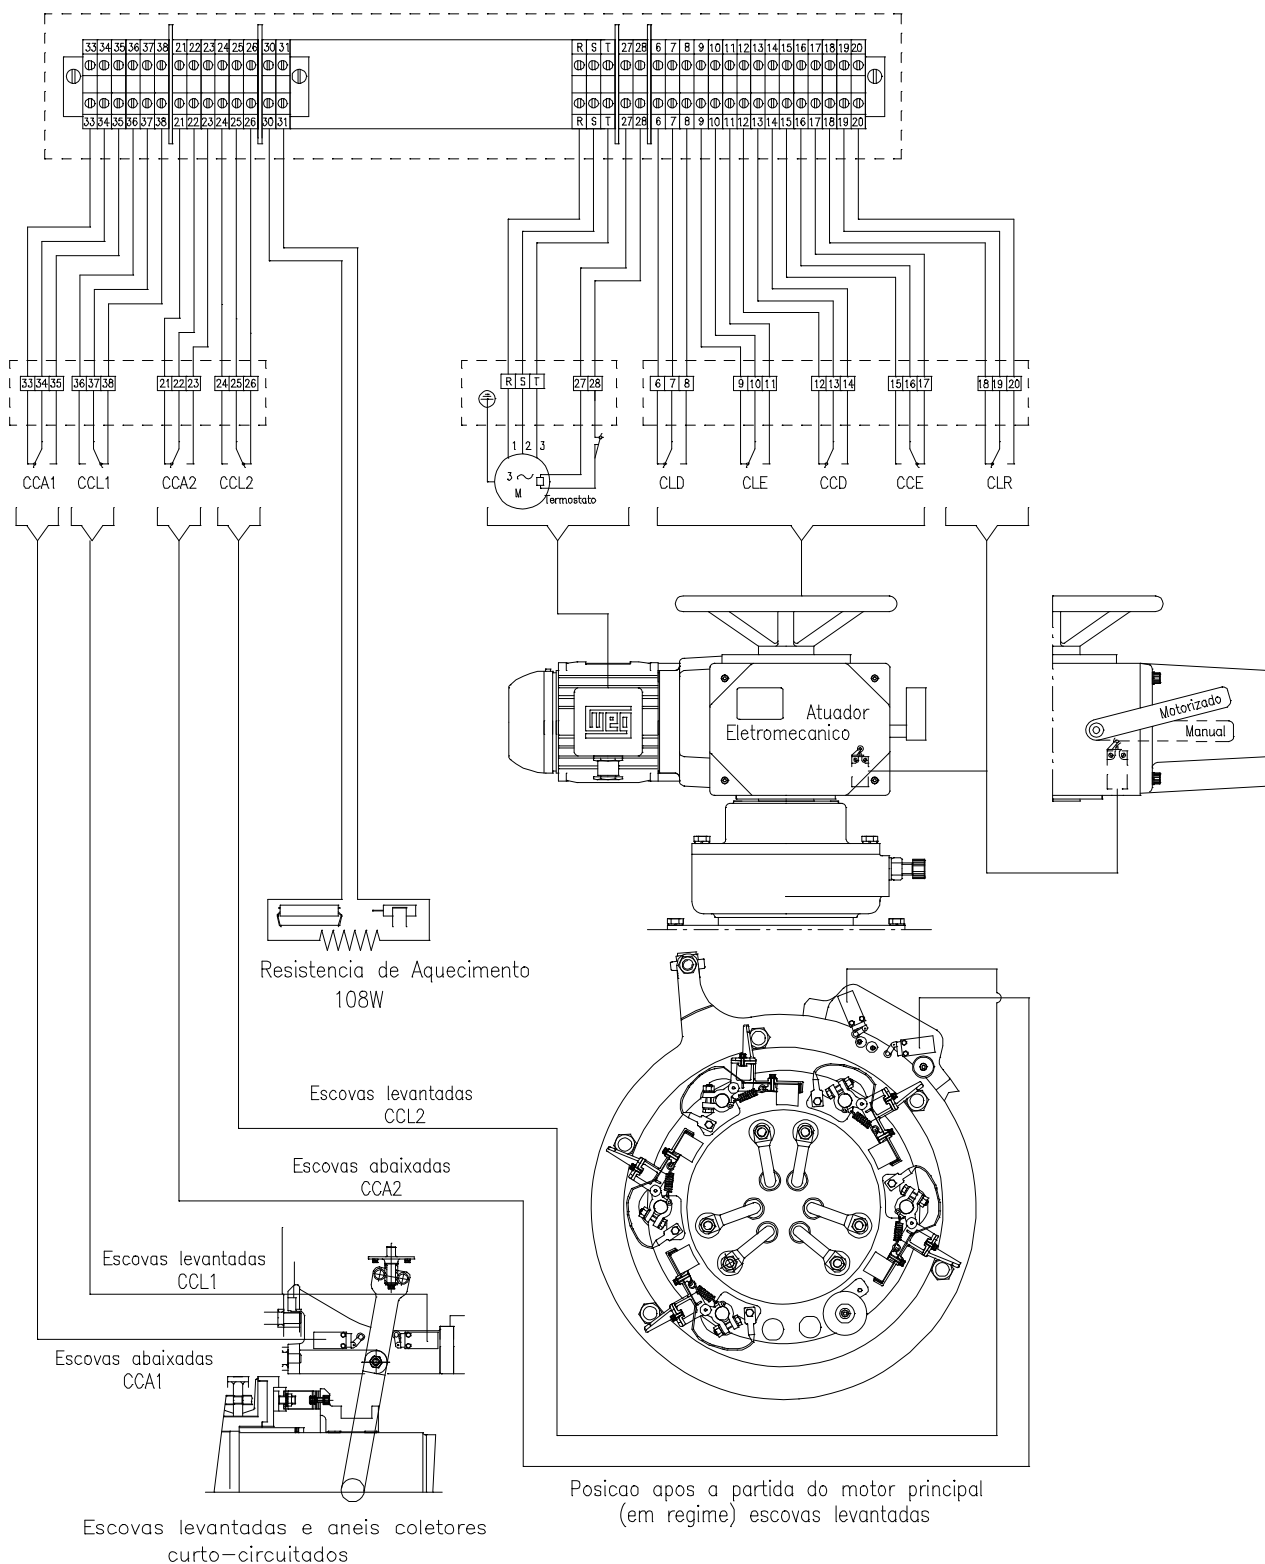 33 34 35 36 37 38 21 22 23 24 25 26 30 31 R S T 27 28 6 7 8 9 10 11 12 13 14 15 16 17 18 19 20
33 34 35 36 37 38 21 22 23 24 25 26 30 31 R S T 27 28 6 7 8 9 10 11 12 13 14 15 16 17 18 19 20
33 34 35 36 37 38 21 22 23 24 25 26 R S T 27 28 6 7 8 9 10 11 12 13 14 15 16 17 18 19 20
1 2 3
3 ~
M
Termostato
CCA1 CCL1 CCA2 CCL2 CLD CLE CCD CCE CLR
WEG
Atuador
Eletromecanico
Motorizado
Manual
Resistencia de Aquecimento
108W
Escovas levantadas
CCL2
Escovas abaixadas
CCA2
Escovas levantadas
CCL1
Escovas abaixadas
CCA1
Posicao apos a partida do motor principal
(em regime) escovas levantadas
Escovas levantadas e aneis coletores
curto-circuitados